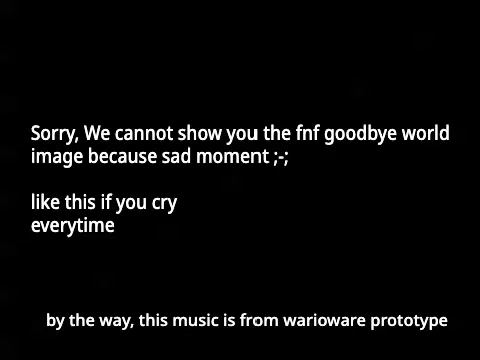 Sorry, We cannot show you the fnf goodbye world
image because sad moment ;-;
like this if you cry
everytime
by the way, this music is from warioware prototype